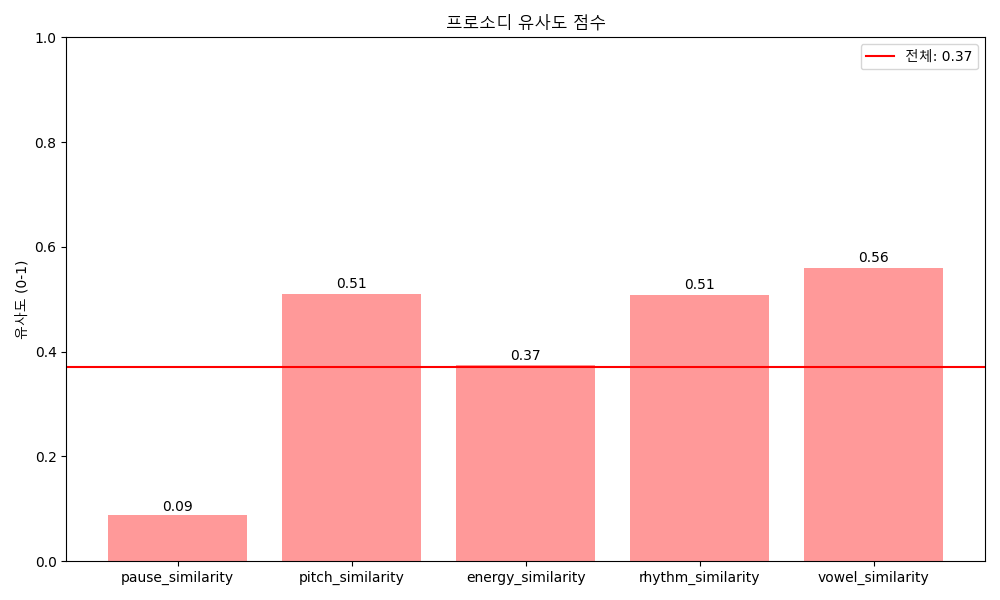 프로소디 유사도 점수
전체: 0.37
유사도 (0-1)
1.0
0.8
0.6
0.4
0.2
0.0
0.09
0.51
0.37
0.51
0.56
pause_similarity
pitch_similarity
energy_similarity
rhythm_similarity
vowel_similarity